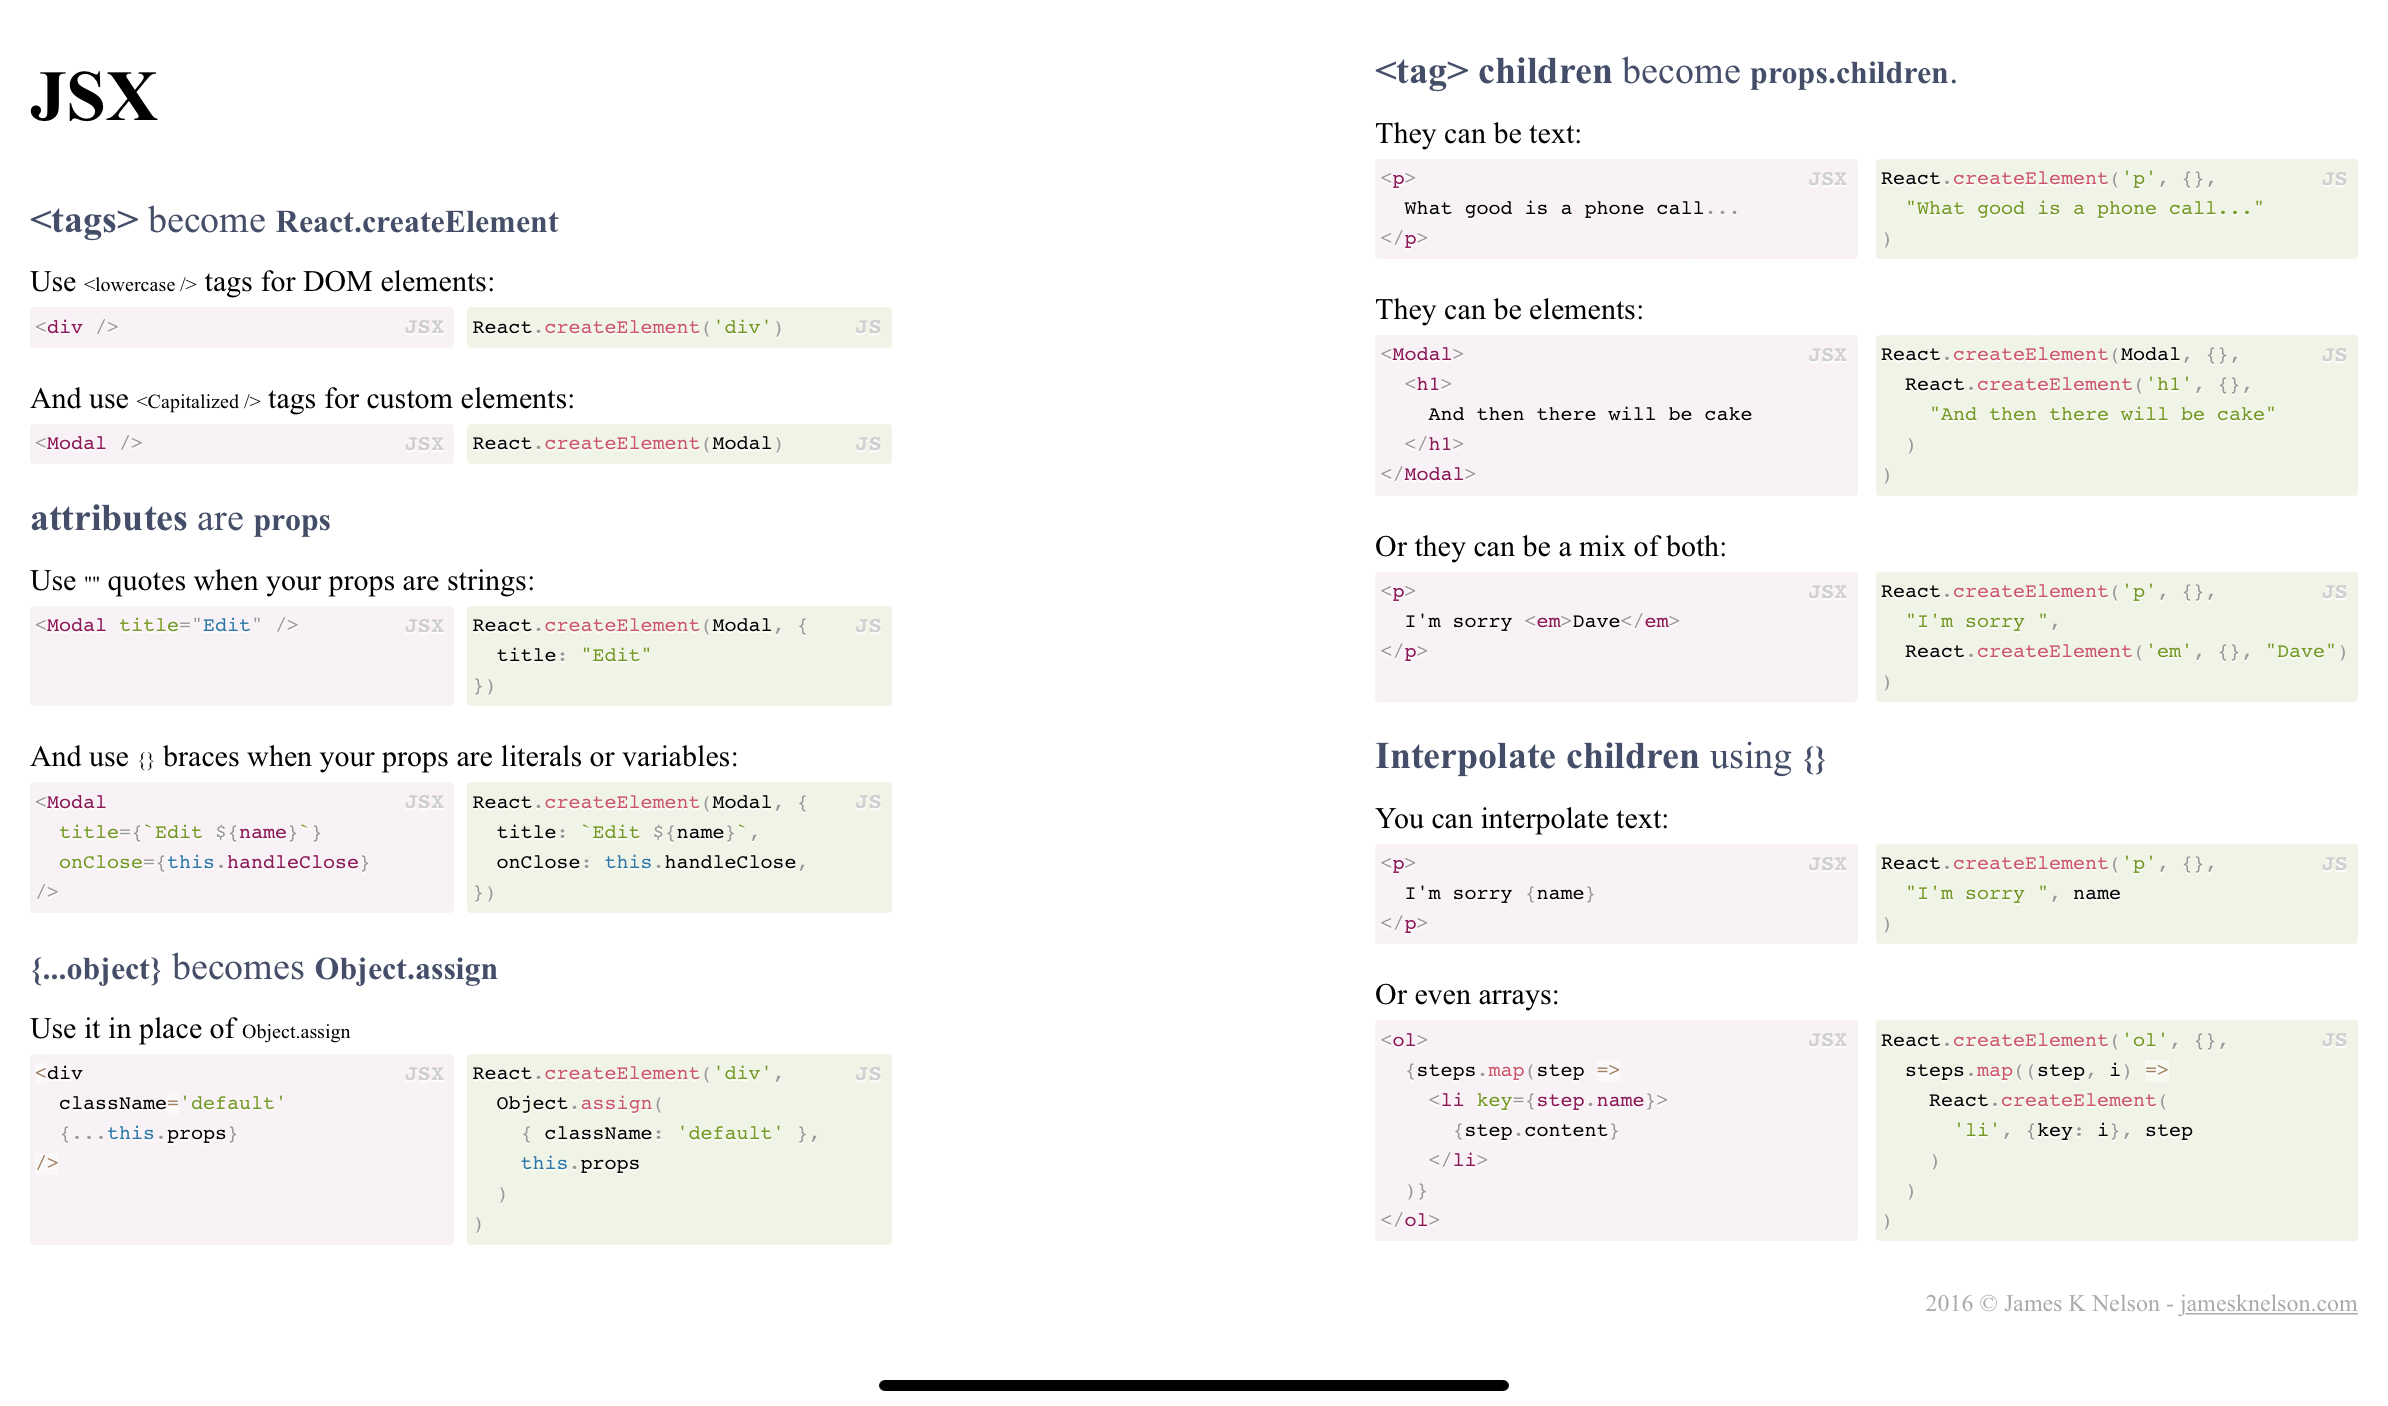 JSX
<tags> become React.createElement
Use <lowercase /> tags for DOM elements:
<div />
JSX
React.createElement('div')
JS
And use <Capitalized /> tags for custom elements:
<Modal />
JSX
React.createElement(Modal)
JS
attributes are props
Use "" quotes when your props are strings:
<Modal title="Edit" />
JSX
React.createElement(Modal, {
  title: "Edit"
})
JS
And use {} braces when your props are literals or variables:
<Modal
  title={`Edit ${name}`}
  onClose={this.handleClose}
/>
JSX
React.createElement(Modal, {
  title: `Edit ${name}`,
  onClose: this.handleClose,
})
JS
{...object} becomes Object.assign
Use it in place of Object.assign
<div
  className='default'
  {...this.props}
/>
JSX
React.createElement('div',
  Object.assign(
    { className: 'default' },
    this.props
  )
)
JS
<tag> children become props.children.
They can be text:
<p>
  What good is a phone call...
</p>
JSX
React.createElement('p', {},
  "What good is a phone call..."
)
JS
They can be elements:
<Modal>
  <h1>
    And then there will be cake
  </h1>
</Modal>
JSX
React.createElement(Modal, {},
  React.createElement('h1', {},
    "And then there will be cake"
  )
)
JS
Or they can be a mix of both:
<p>
  I'm sorry <em>Dave</em>
</p>
JSX
React.createElement('p', {},
  "I'm sorry ",
  React.createElement('em', {}, "Dave")
)
JS
Interpolate children using {}
You can interpolate text:
<p>
  I'm sorry {name}
</p>
JSX
React.createElement('p', {},
  "I'm sorry ", name
)
JS
Or even arrays:
<ol>
  {steps.map(step =>
    <li key={step.name}>
      {step.content}
    </li>
  )}
</ol>
JSX
React.createElement('ol', {},
  steps.map((step, i) =>
    React.createElement(
      'li', {key: i}, step
    )
  )
)
JS
2016 © James K Nelson - jamesknelson.com